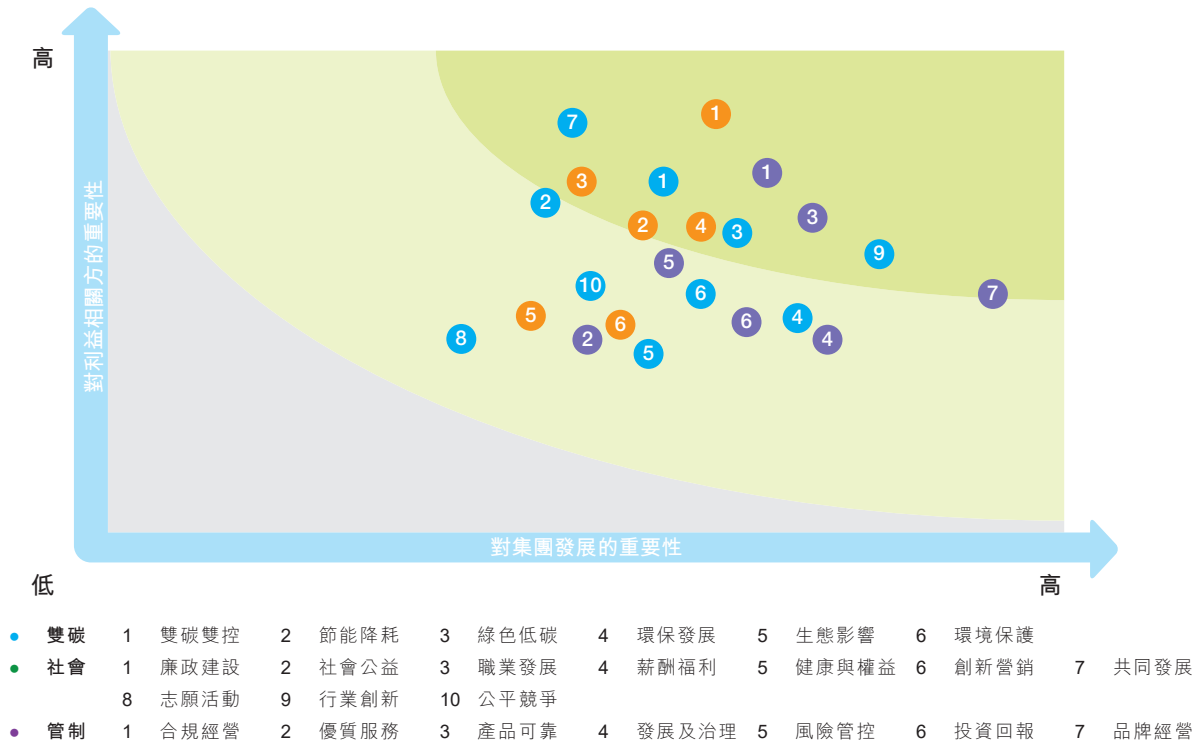 高
7
1
3
1
1
2
3
2
4
3
5
9
10
6
7
5
6
6
4
8
2
5
4
對利益相關方的重要性
對集團發展的重要性
低
高
● 雙碳 1 雙碳雙控 2 節能降耗 3 綠色低碳 4 環保發展 5 生態影響 6 環境保護
● 社會 1 廉政建設 2 社會公益 3 職業發展 4 薪酬福利 5 健康與權益 6 創新營銷 7 共同發展
8 志願活動 9 行業創新 10 公平競爭
● 管制 1 合規經營 2 優質服務 3 產品可靠 4 發展及治理 5 風險管控 6 投資回報 7 品牌經營